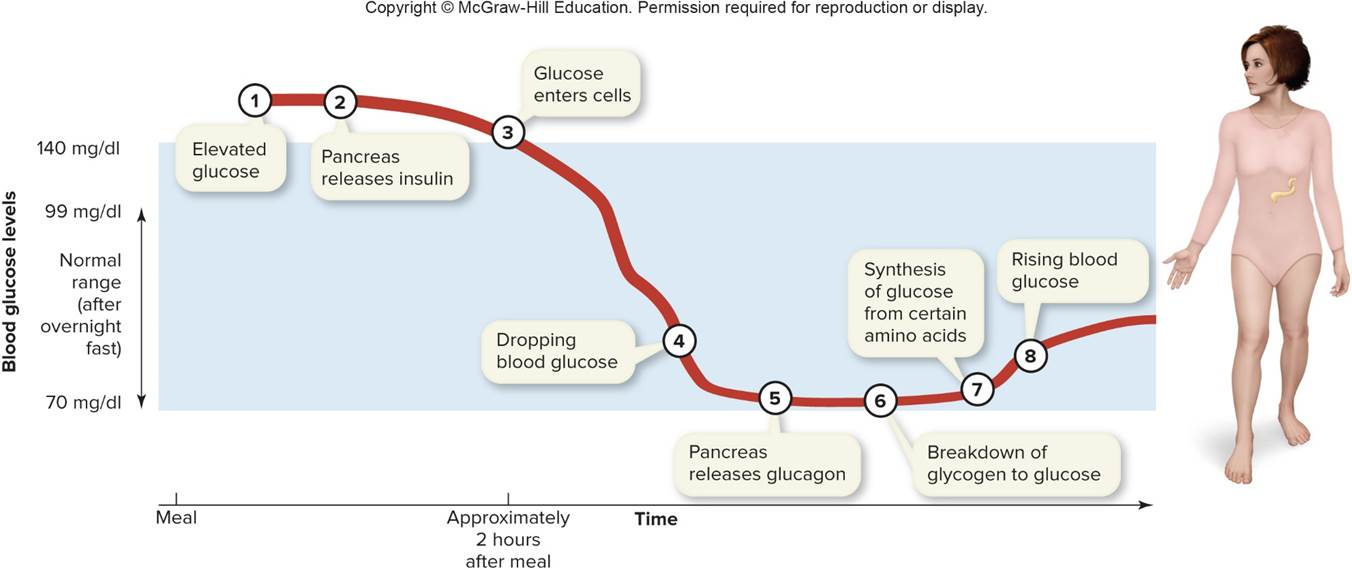 Copyright © McGraw-Hill Education. Permission required for reproduction or display.
Blood glucose levels
140 mg/dl
99 mg/dl
Normal
range
(after
overnight
fast)
70 mg/dl
1
Elevated
glucose
2
Pancreas
releases insulin
3
Glucose
enters cells
4
Dropping
blood glucose
5
Pancreas
releases glucagon
6
Breakdown of
glycogen to glucose
7
Synthesis
of glucose
from certain
amino acids
8
Rising blood
glucose
Meal
Approximately
2 hours
after meal
Time